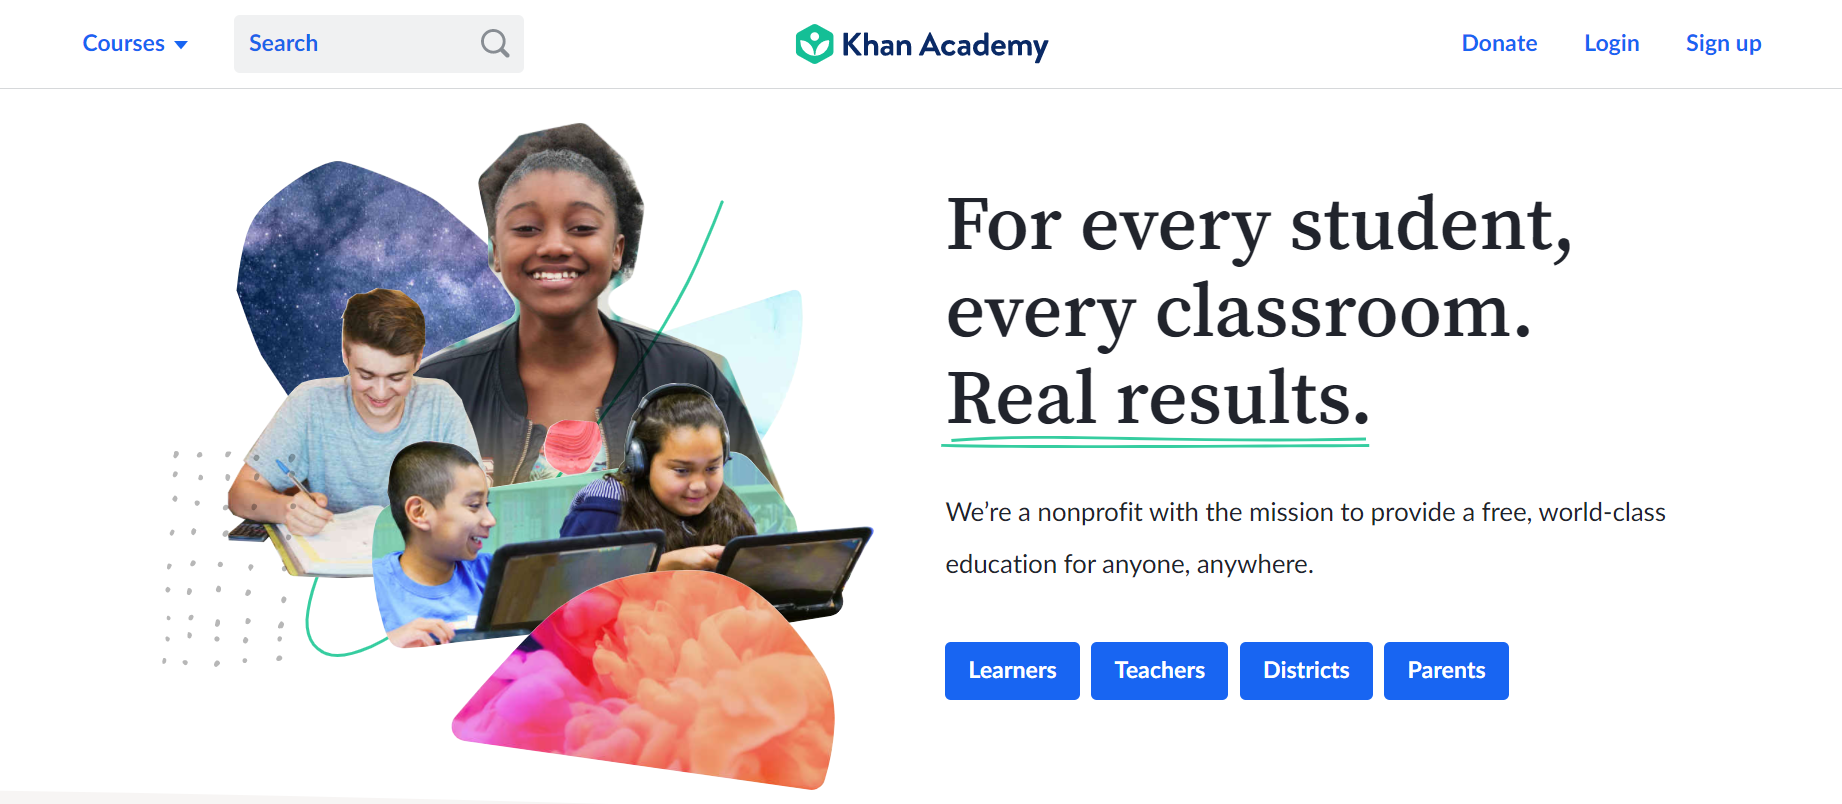 Courses
Search
Khan Academy
Donate
Login
Sign up
For every student,
every classroom.
Real results.
We’re a nonprofit with the mission to provide a free, world-class
education for anyone, anywhere.
Learners
Teachers
Districts
Parents